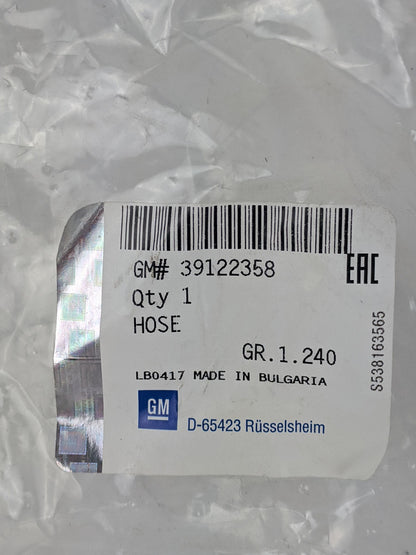 GM# 39122358
EAC
Qty 1
HOSE
GR.1.240
LB0417 MADE IN BULGARIA
GM
D-65423 Rüsselsheim
S538163565